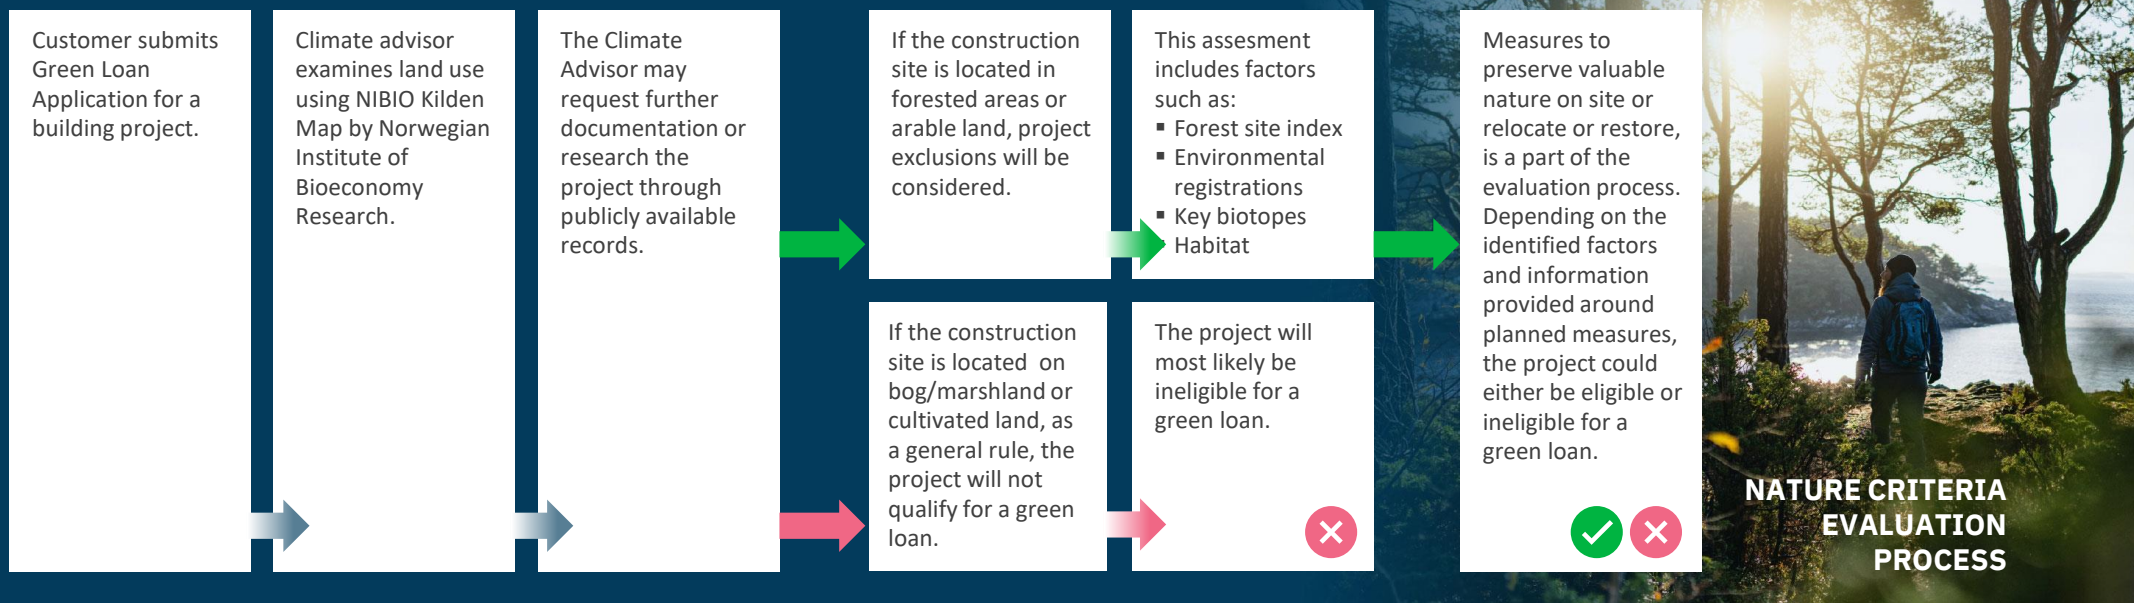 Customer submits
Green Loan
Application for a
building project.
Climate advisor
examines land use
using NIBIO Kilden
Map by Norwegian
Institute of
Bioeconomy
Research.
The Climate
Advisor may
request further
documentation or
research the
project through
publicly available
records.
If the construction
site is located in
forested areas or
arable land, project
exclusions will be
considered.
This assesment
includes factors
such as:
▪ Forest site index
▪ Environmental
registrations
▪ Key biotopes
Habitat
If the construction
site is located  on
bog/marshland or
cultivated land, as
a general rule, the
project will not
qualify for a green
loan.
The project will
most likely be
ineligible for a
green loan.
Measures to
preserve valuable
nature on site or
relocate or restore,
is a part of the
evaluation process.
Depending on the
identified factors
and information
provided around
planned measures,
the project could
either be eligible or
ineligible for a
green loan.
NATURE CRITERIA
EVALUATION
PROCESS